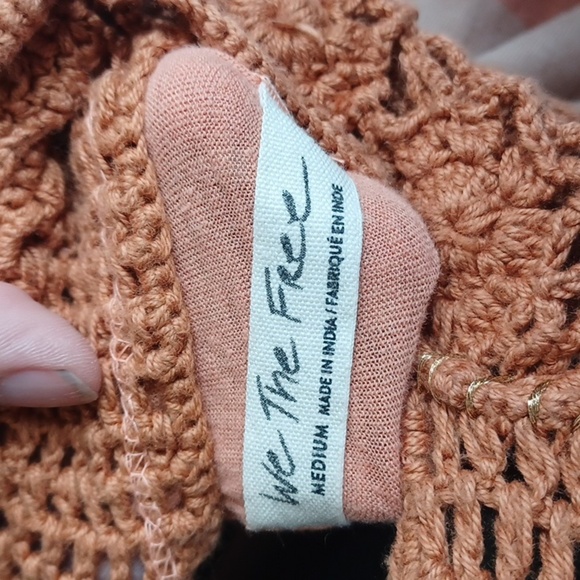 We The Free
MEDIUM MADE IN INDIA / FABRIQUÉ EN INDE